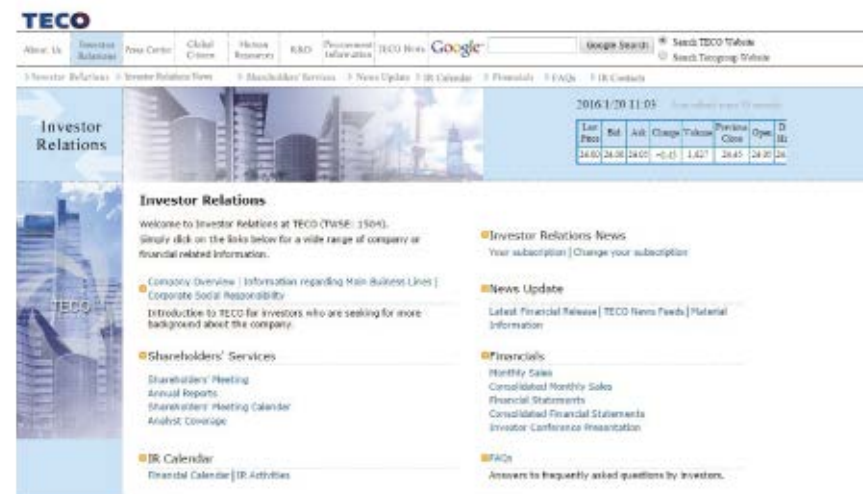 TECO
About Us Investor Relations Press Center Global Citizen Human Resources R&D Procurement Information TECO News Google Google Search Search TECO Website
Search Tecogroup Website
Investor Relations Investor Relations News Shareholders' Services News Update IR Calendar Financials FAQs IR Contacts
Investor Relations
2016/1/20 11:03
Last Price Bid Ask Change Volume Previous Close Open
24.00 24.00 24.05 -0.45 1,627 24.45
Investor Relations
Welcome to Investor Relations at TECO (TWSE: 1504).
Simply click on the links below for a wide range of company or
financial related information.
Company Overview | Information regarding Main Business Lines |
Corporate Social Responsibility
Introduction to TECO for investors who are seeking for more
background about the company.
Shareholders' Services
Shareholders' Meeting
Annual Reports
Shareholders' Meeting Calendar
Analyst Coverage
IR Calendar
Financial Calendar | IR Activities
Investor Relations News
Your subscription | Change your subscription
News Update
Latest Financial Release | TECO News Feeds | Material
Information
Financials
Monthly Sales
Consolidated Monthly Sales
Financial Statements
Consolidated Financial Statements
Investor Conference Presentation
FAQs
Answers to frequently asked questions by investors.
TECO